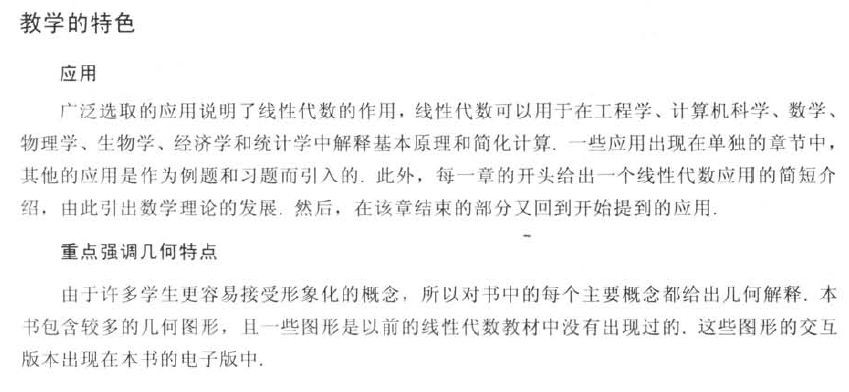 教学的特色
应用
广泛选取的应用说明了线性代数的作用，线性代数可以用于在工程学、计算机科学、数学、
物理学、生物学、经济学和统计学中解释基本原理和简化计算. 一些应用出现在单独的章节中，
其他的应用是作为例题和习题而引入的. 此外，每一章的开头给出一个线性代数应用的简短介
绍，由此引出数学理论的发展. 然后，在该章结束的部分又回到开始提到的应用.
重点强调几何特点
由于许多学生更容易接受形象化的概念，所以对书中的每个主要概念都给出几何解释. 本
书包含较多的几何图形，且一些图形是以前的线性代数教材中没有出现过的. 这些图形的交互
版本出现在本书的电子版中.